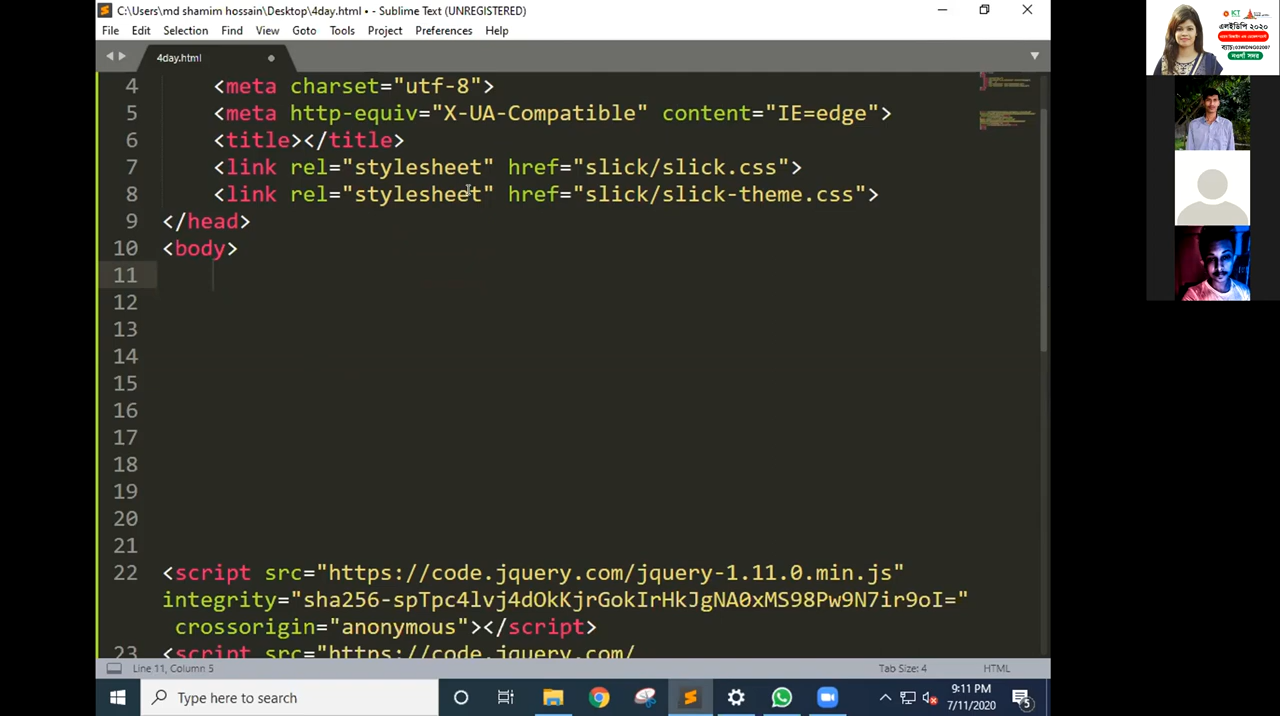 C:\Users\md shamim hossain\Desktop\4day.html • - Sublime Text (UNREGISTERED)
File Edit Selection Find View Goto Tools Project Preferences Help
4day.html
4 <meta charset="utf-8">
5 <meta http-equiv="X-UA-Compatible" content="IE=edge">
6 <title></title>
7 <link rel="stylesheet" href="slick/slick.css">
8 <link rel="stylesheet" href="slick/slick-theme.css">
9 </head>
10 <body>
11
12
13
14
15
16
17
18
19
20
21
22 <script src="https://code.jquery.com/jquery-1.11.0.min.js"
integrity="sha256-spTpc4lvj4dOkKjrGokIrHkJgNA0xMS98Pw9N7ir9oI="
crossorigin="anonymous"></script>
23 <script src="https://code.jquery.com/
Line 11, Column 5
Tab Size: 4
HTML
Type here to search
9:11 PM
7/11/2020
5
ICT
এলইডিপি ২০২০
নওগাঁ সদর